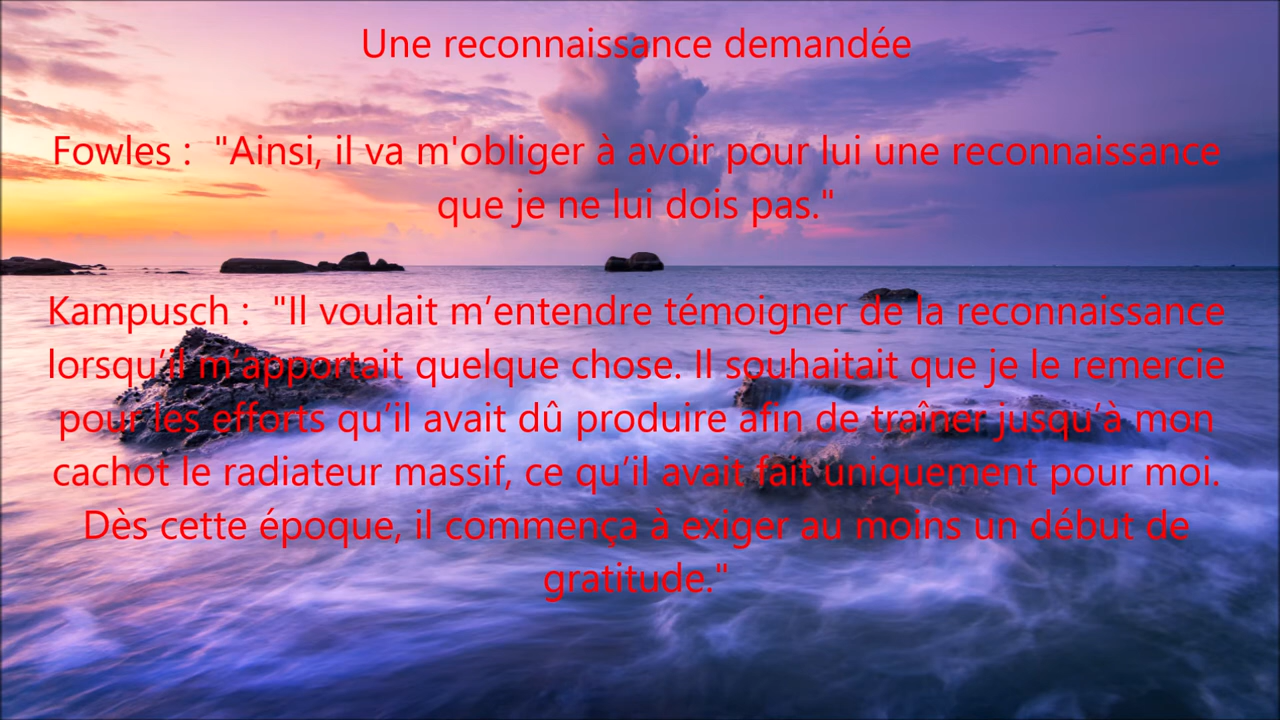 Une reconnaissance demandée
Fowles :  "Ainsi, il va m'obliger à avoir pour lui une reconnaissance
que je ne lui dois pas."
Kampusch :  "Il voulait m’entendre témoigner de la reconnaissance
lorsqu’il m’apportait quelque chose. Il souhaitait que je le remercie
pour les efforts qu’il avait dû produire afin de traîner jusqu’à mon
cachot le radiateur massif, ce qu’il avait fait uniquement pour moi.
Dès cette époque, il commença à exiger au moins un début de
gratitude."